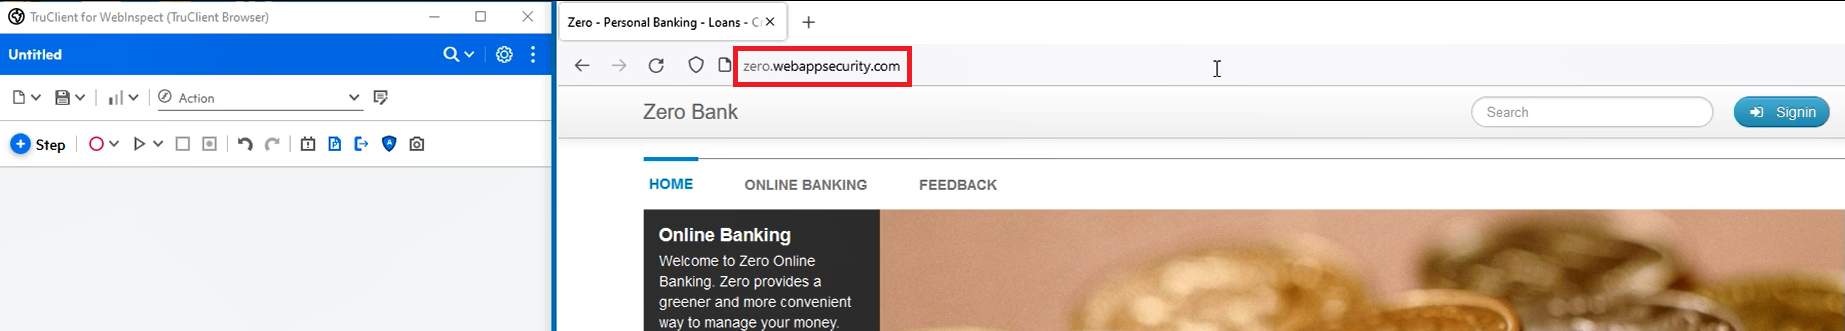 TruClient for WebInspect (TruClient Browser)
Untitled
Action
Step
Zero - Personal Banking - Loans - C
zero.webappsecurity.com
Zero Bank
Search
Signin
HOME
ONLINE BANKING
FEEDBACK
Online Banking
Welcome to Zero Online
Banking. Zero provides a
greener and more convenient
way to manage your money.